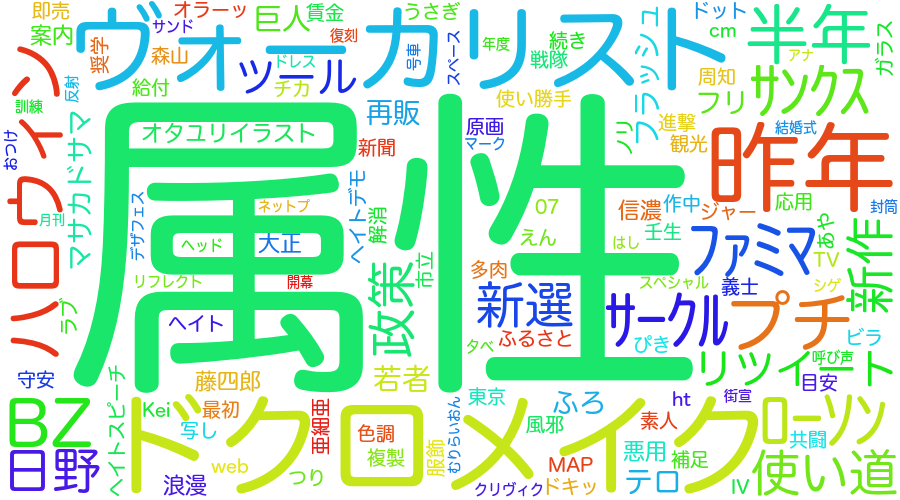 即売
オラーッ
巨人
賃金
うさぎ
ドット
cm
半年
ガラス
サンド
案内
奨学
森山
復刻
ヴォーカリスト
号車
スペース
年度
続き
戦隊
フラッシュ
アナ
ハロウィン
反射
給付
ドレス
チカ
ツール
使い勝手
周知
サンクス
フリ
訓練
再販
原画
ノリ
進撃
観光
昨年
結婚式
おつけ
マサカドサマ
オタユリイラスト
新聞
マーク
属性
デザフェス
ネットプ
ヘイトデモ
07
信濃
作中
ジャー
応用
封筒
月刊
ヘッド
大正
解消
えん
はし
壬生
ファミマ
あや
TV
新作
リフレクト
開幕
政策
市立
多肉
スペシャル
義士
シゲ
ラブ
ヘイト
新選
サークル
プチ
タベ
ふるさと
ぴき
ビラ
リツイート
呼び声
守安
ヘイトスピーチ
藤四郎
若者
目安
BZ
Kei
最初
亜細亜
ドクロメイク
東京
ふろ
ht
街宣
ローソン
写し
色調
風邪
素人
共闘
日野
web
複製
服飾
むりらいおん
悪用
補足
使い道
浪漫
つり
MAP
テロ
IV
クリヴィク
ドキッ